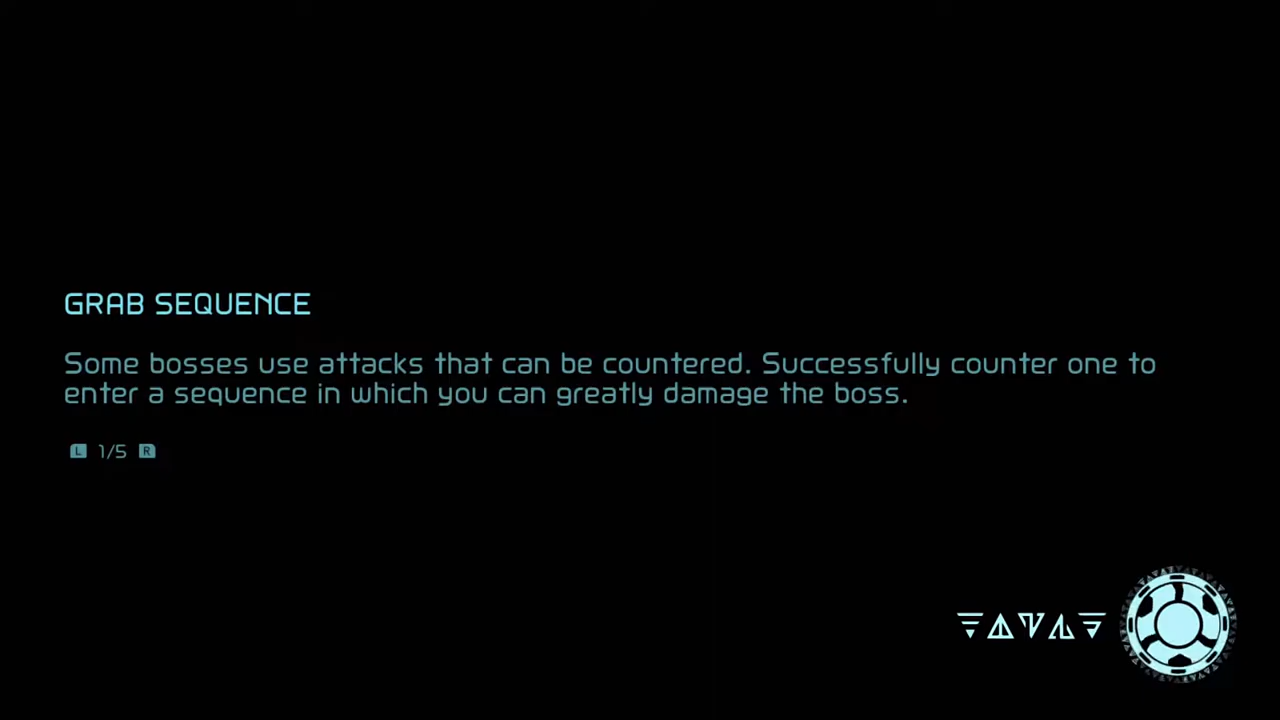 GRAB SEQUENCE
Some bosses use attacks that can be countered. Successfully counter one to
enter a sequence in which you can greatly damage the boss.
L 1/5 R